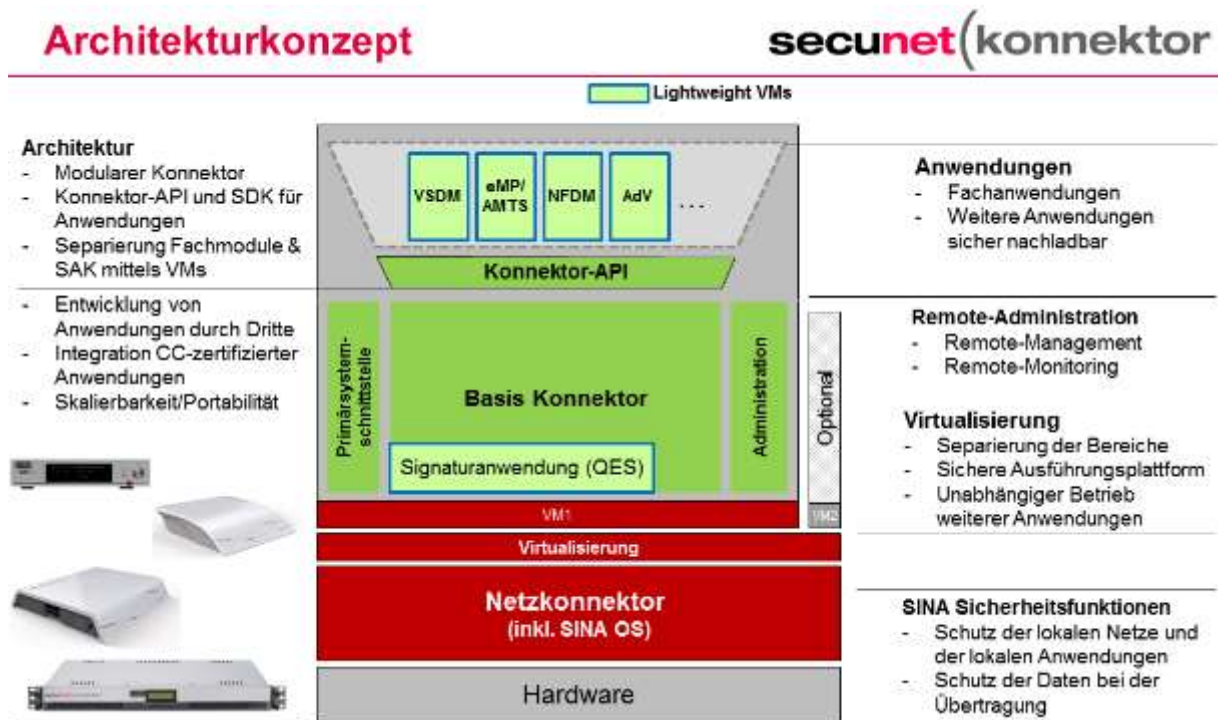 Architekturkonzept
secunet(konnektor
Lightweight VMs
Architektur
- Modularer Konnektor
- Konnektor-API und SDK für
Anwendungen
- Separierung Fachmodule &
SAK mittels VMs
- Entwicklung von
Anwendungen durch Dritte
- Integration CC-zertifizierter
Anwendungen
- Skalierbarkeit/Portabilität
VSDM
eMP/
AMTS
NFDM
AdV
...
Konnektor-API
Primärsystem-
schnittstelle
Basis Konnektor
Signaturanwendung (QES)
Administration
Optional
VM1
VM2
Virtualisierung
Netzkonnektor
(inkl. SINA OS)
Hardware
Anwendungen
- Fachanwendungen
- Weitere Anwendungen
sicher nachladbar
Remote-Administration
- Remote-Management
- Remote-Monitoring
Virtualisierung
- Separierung der Bereiche
- Sichere Ausführungsplattform
- Unabhängiger Betrieb
weiterer Anwendungen
SINA Sicherheitsfunktionen
- Schutz der lokalen Netze und
der lokalen Anwendungen
- Schutz der Daten bei der
Übertragung